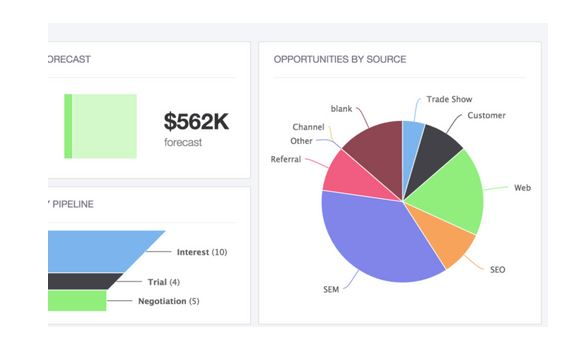 ORECAST
$562K
forecast
Y PIPELINE
Interest (10)
Trial (4)
Negotiation (5)
OPPORTUNITIES BY SOURCE
Trade Show
Customer
blank
Channel
Other
Referral
Web
SEO
SEM